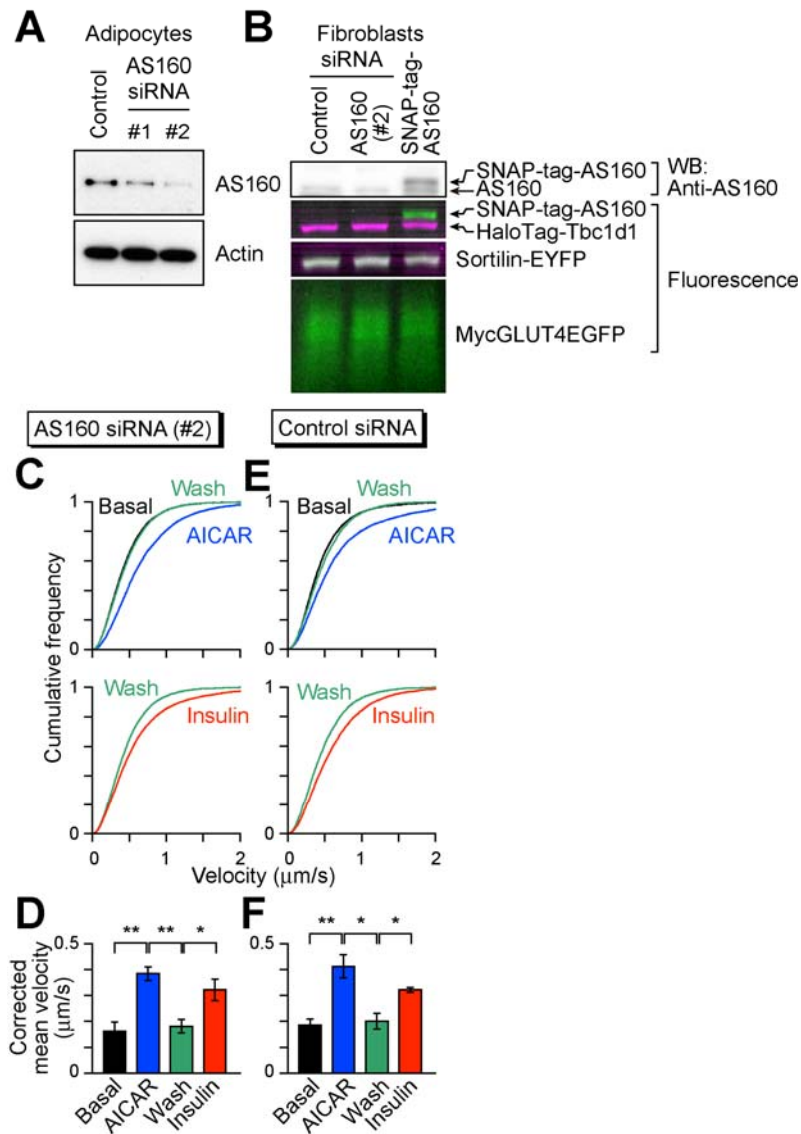 A
Adipocytes
Control
AS160
siRNA
#1 #2
AS160
Actin
B
Fibroblasts
siRNA
Control
AS160
(#2)
SNAP-tag-
AS160
SNAP-tag-AS160
AS160
WB:
Anti-AS160
SNAP-tag-AS160
HaloTag-Tbc1d1
Sortilin-EYFP
MycGLUT4EGFP
Fluorescence
AS160 siRNA (#2)
Control siRNA
C
Basal
Wash
AICAR
1
0
Wash
Insulin
1
0
0 1 2
E
Basal
Wash
AICAR
1
0
Wash
Insulin
1
0
0 1 2
Cumulative frequency
Velocity (μm/s)
D
** ** *
0.5
0
Corrected
mean velocity
(μm/s)
Basal
AICAR
Wash
Insulin
F
** * *
0.5
0
Basal
AICAR
Wash
Insulin